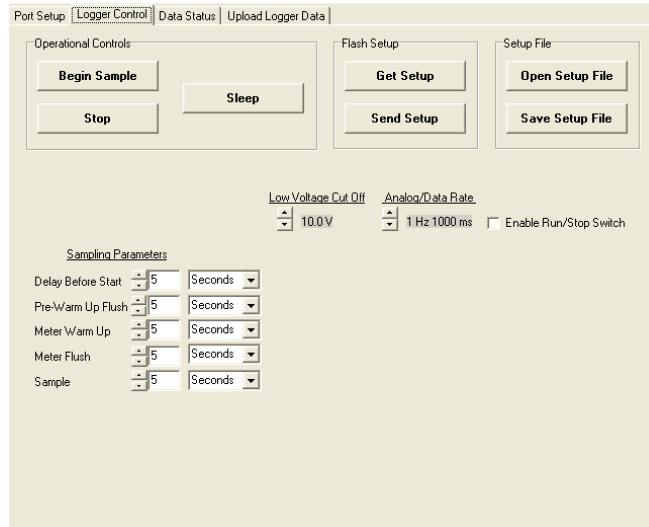 Port Setup Logger Control Data Status Upload Logger Data
Operational Controls Flash Setup Setup File
Begin Sample Get Setup Open Setup File
Sleep
Stop Send Setup Save Setup File
Low Voltage Cut Off Analog/Data Rate
10.0 V 1 Hz 1000 ms Enable Run/Stop Switch
Sampling Parameters
Delay Before Start 5 Seconds
Pre-Warm Up Flush 5 Seconds
Meter Warm Up 5 Seconds
Meter Flush 5 Seconds
Sample 5 Seconds